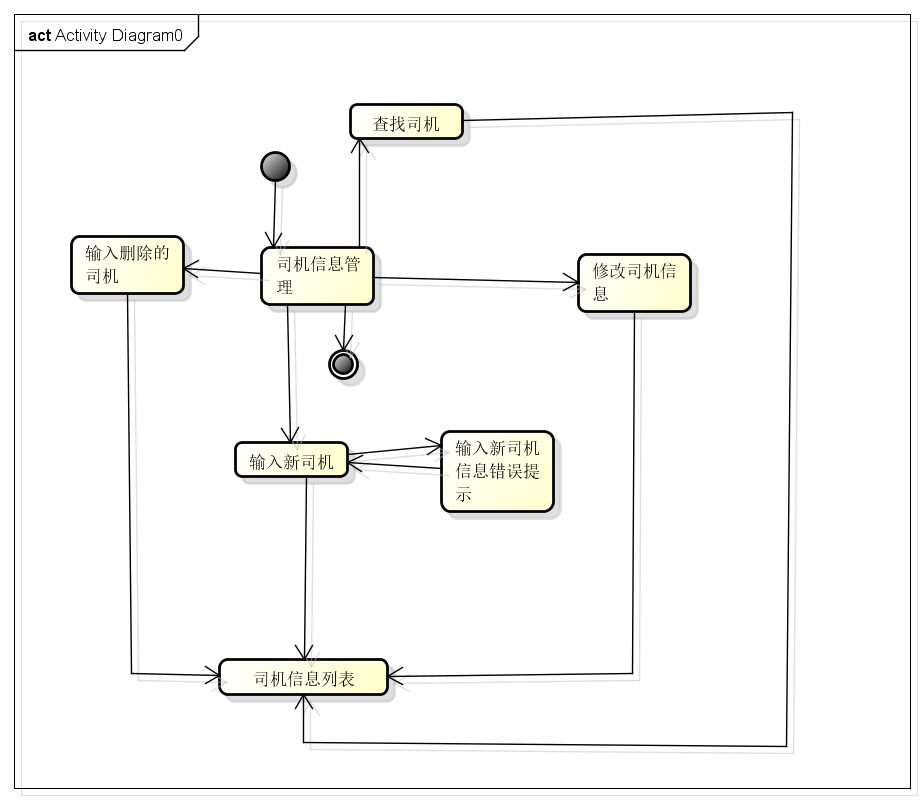 act Activity Diagram0
查找司机
输入删除的
司机
司机信息管
理
修改司机信
息
输入新司机
输入新司机
信息错误提
示
司机信息列表